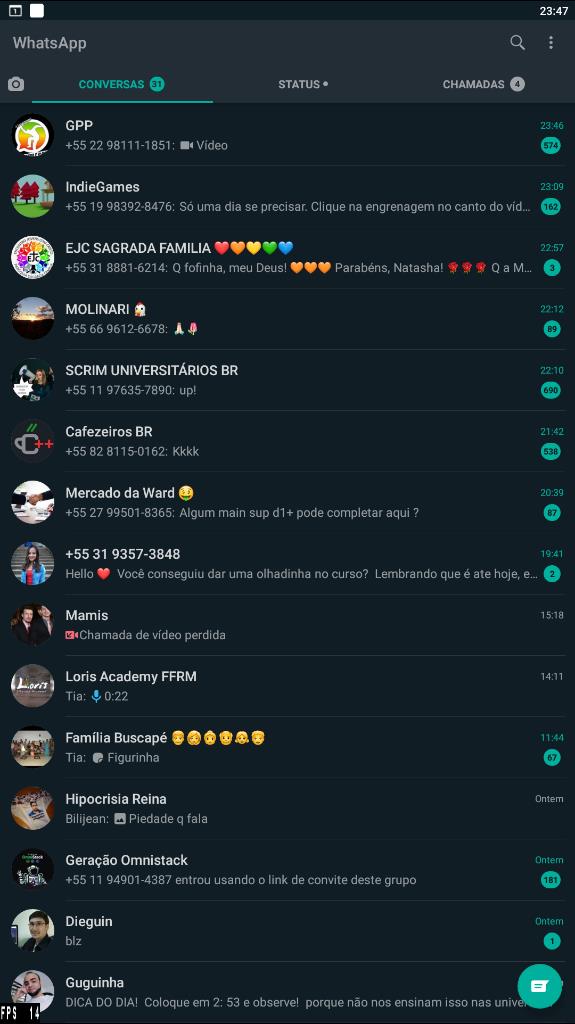 1
23:47
WhatsApp
CONVERSAS 31
STATUS
CHAMADAS 4
GPP
23:46
+55 22 98111-1851: Vídeo
574
IndieGames
23:09
+55 19 98392-8476: Só uma dia se precisar. Clique na engrenagem no canto do víd...
162
EJC SAGRADA FAMILIA ❤️🧡💛💚💙
22:57
+55 31 8881-6214: Q fofinha, meu Deus! 🧡🧡🧡 Parabéns, Natasha! 🌹🌹🌹 Q a M...
3
MOLINARI
22:12
+55 66 9612-6678: 🙏🏻🌷
89
SCRIM UNIVERSITÁRIOS BR
22:10
+55 11 97635-7890: up!
690
C++
Cafezeiros BR
21:42
+55 82 8115-0162: Kkkk
538
Mercado da Ward 🤑
20:39
+55 27 99501-8365: Algum main sup d1+ pode completar aqui ?
87
+55 31 9357-3848
19:41
Hello ❤️ Você conseguiu dar uma olhadinha no curso? Lembrando que é ate hoje, e...
2
Mamis
15:18
Chamada de vídeo perdida
Loris
Loris Academy FFRM
14:11
Tia: 0:22
Família Buscapé
11:44
Tia: Figurinha
67
Hipocrisia Reina
Ontem
Bilijean: Piedade q fala
Geração Omnistack
Ontem
+55 11 94901-4387 entrou usando o link de convite deste grupo
181
Dieguin
Ontem
blz
1
Guguinha
DICA DO DIA! Coloque em 2: 53 e observe! porque não nos ensinam isso nas univer
FPS 14